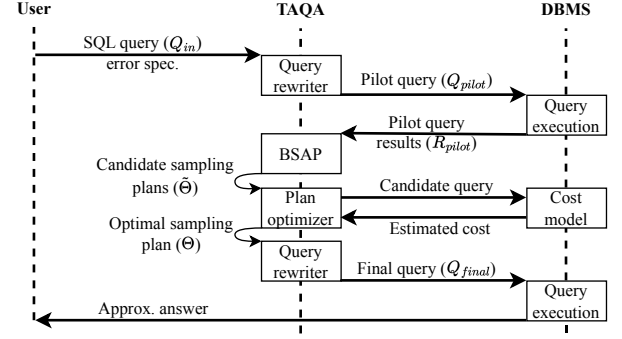 User
TAQA
DBMS
SQL query (Q_in)
error spec.
Query
rewriter
Pilot query (Q_pilot)
Query
execution
Pilot query
results (R_pilot)
BSAP
Candidate sampling
plans (Θ̃)
Plan
optimizer
Candidate query
Cost
model
Estimated cost
Optimal sampling
plan (Θ)
Query
rewriter
Final query (Q_final)
Query
execution
Approx. answer